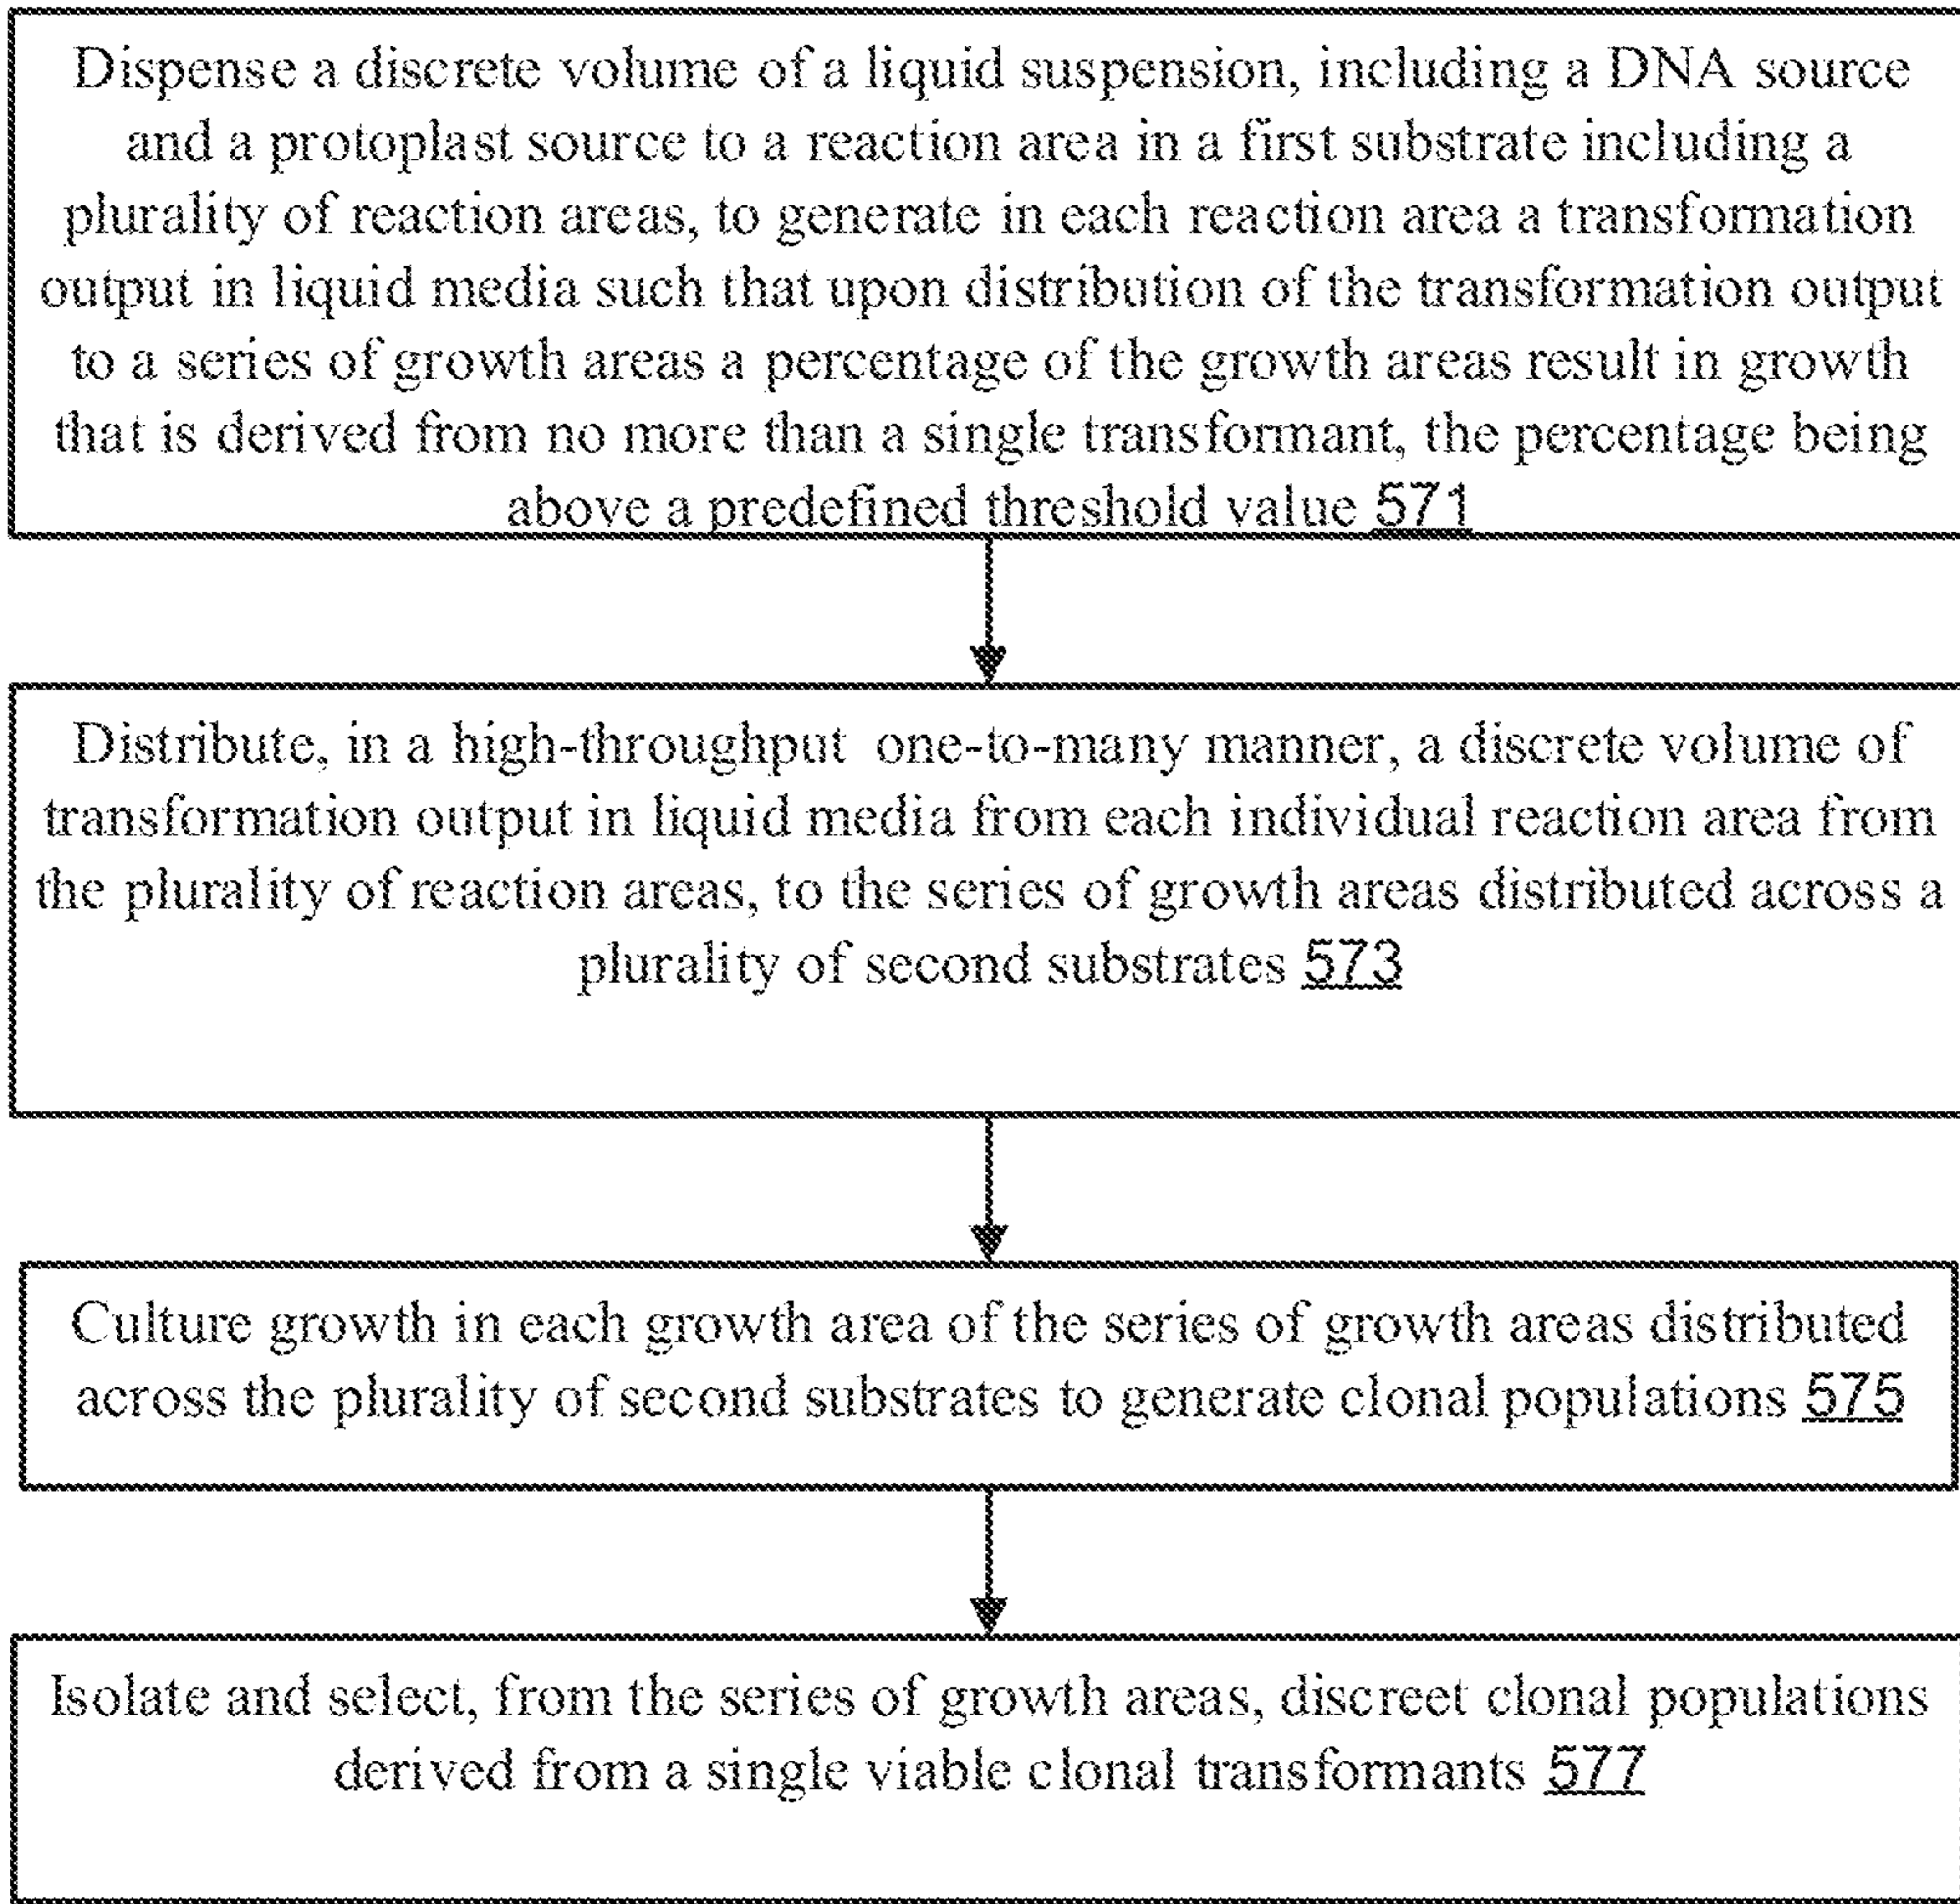 Dispense a discrete volume of a liquid suspension, including a DNA source
and a protoplast source to a reaction area in a first substrate including a
plurality of reaction areas, to generate in each reaction area a transformation
output in liquid media such that upon distribution of the transformation output
to a series of growth areas a percentage of the growth areas result in growth
that is derived from no more than a single transformant, the percentage being
above a predefined threshold value 571
Distribute, in a high-throughput one-to-many manner, a discrete volume of
transformation output in liquid media from each individual reaction area from
the plurality of reaction areas, to the series of growth areas distributed across a
plurality of second substrates 573
Culture growth in each growth area of the series of growth areas distributed
across the plurality of second substrates to generate clonal populations 575
Isolate and select, from the series of growth areas, discreet clonal populations
derived from a single viable clonal transformants 577